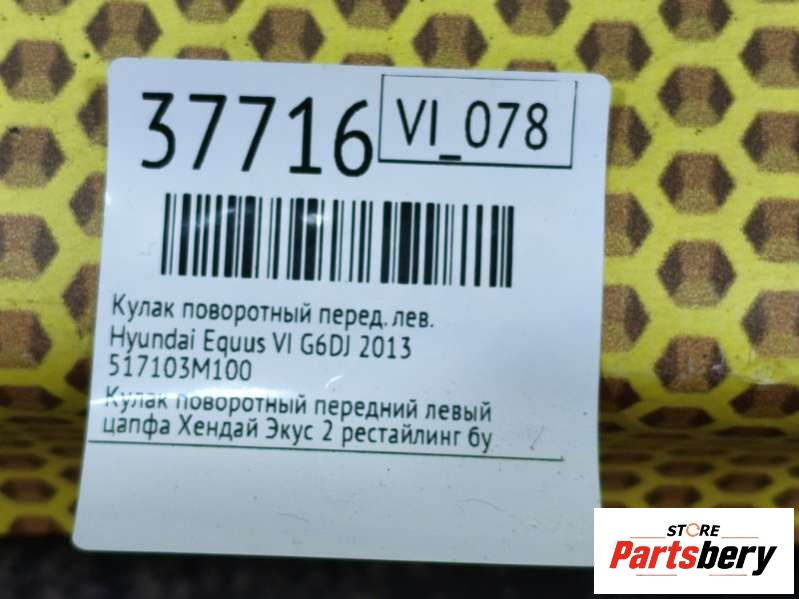 37716
VI_078
Кулак поворотный перед. лев.
Hyundai Equus VI G6DJ 2013
517103M100
Кулак поворотный передний левый
цапфа Хендай Экус 2 рестайлинг бу
STORE
Partsbery